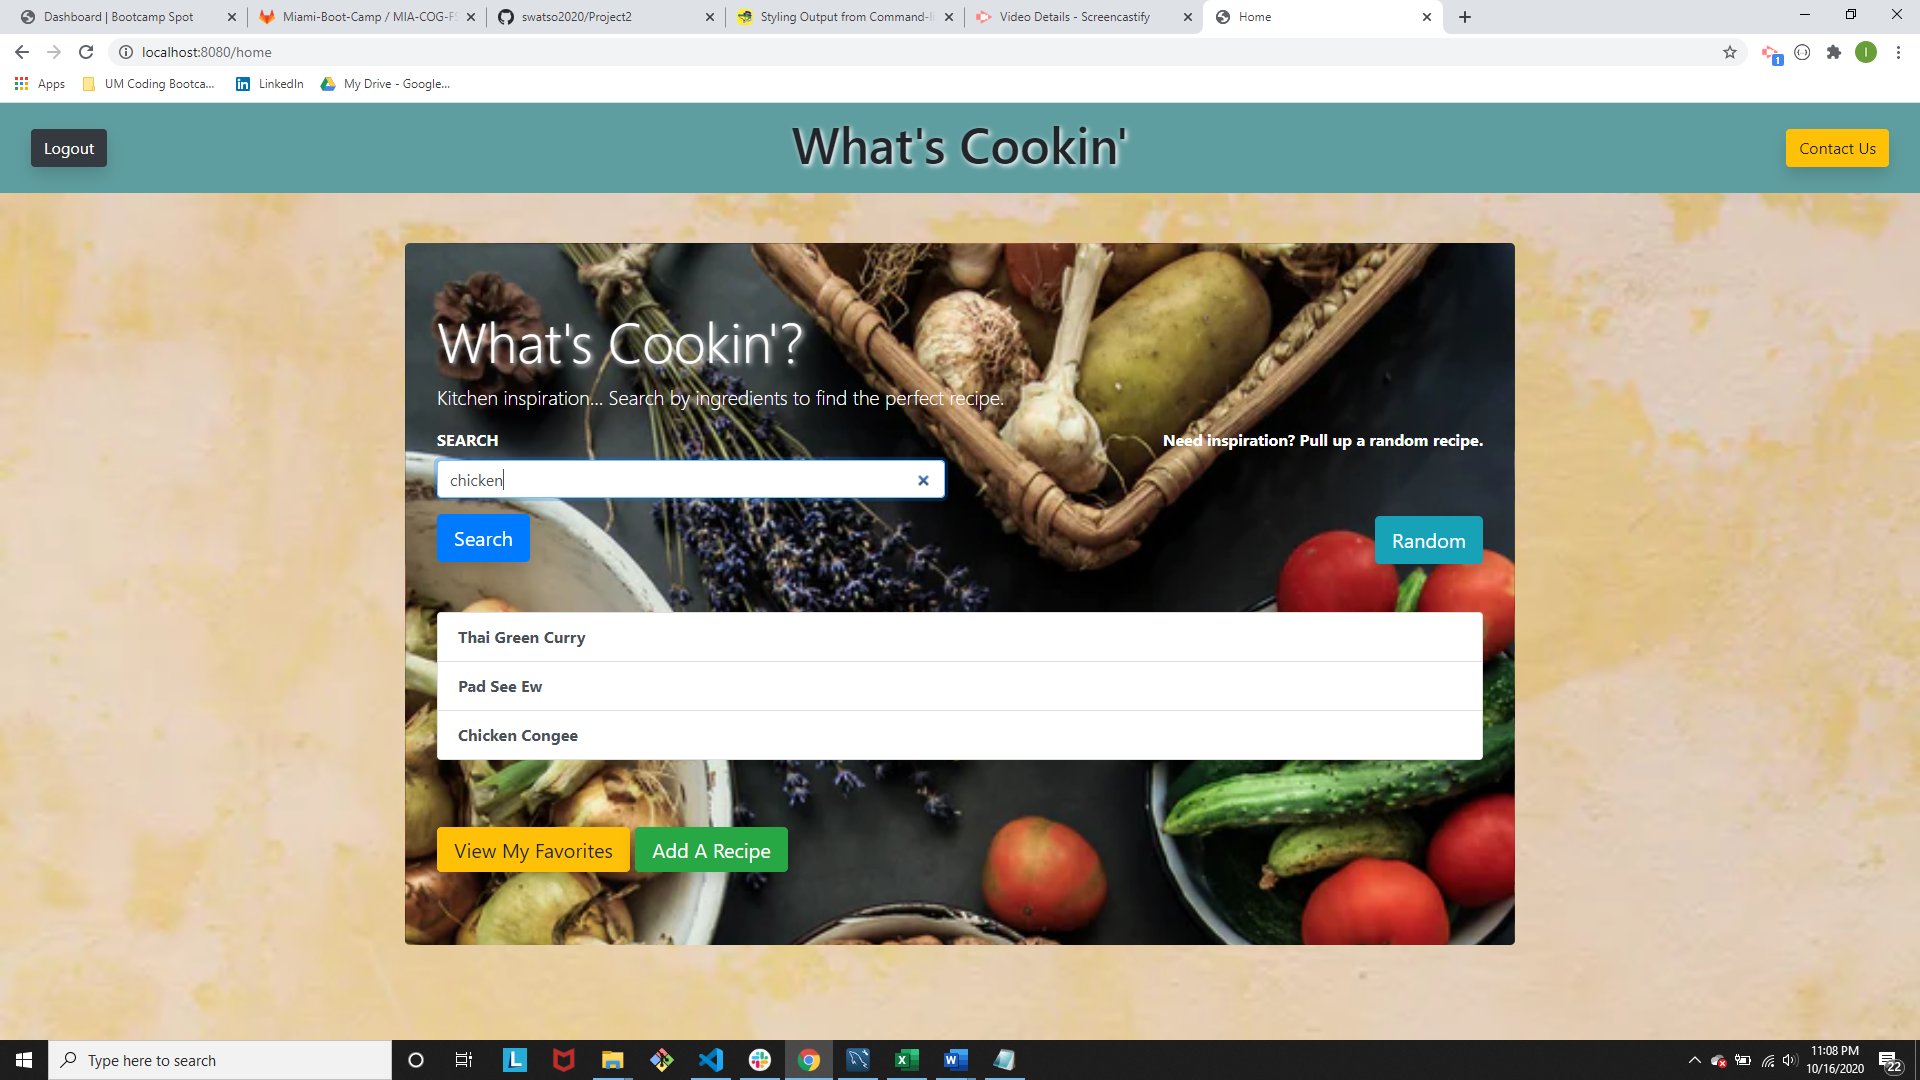 Dashboard | Bootcamp Spot
Miami-Boot-Camp / MIA-COG-FS
swatso2020/Project2
Styling Output from Command-li
Video Details - Screencastify
Home
localhost:8080/home
1
I
Apps
UM Coding Bootca...
LinkedIn
My Drive - Google...
Logout
What's Cookin'
Contact Us
What's Cookin'?
Kitchen inspiration... Search by ingredients to find the perfect recipe.
SEARCH
Need inspiration? Pull up a random recipe.
chicken
Search
Random
Thai Green Curry
Pad See Ew
Chicken Congee
View My Favorites
Add A Recipe
Type here to search
L
X
W
11:08 PM
10/16/2020
22